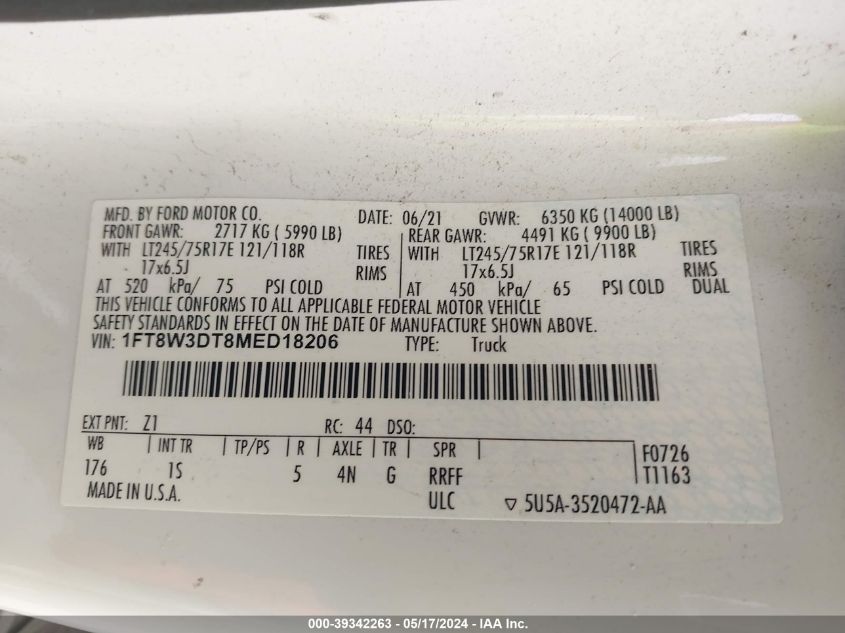 MFD. BY FORD MOTOR CO. DATE: 06/21 GVWR: 6350 KG (14000 LB)
FRONT GAWR: 2717 KG ( 5990 LB) REAR GAWR: 4491 KG ( 9900 LB)
WITH LT245/75R17E 121/118R TIRES WITH LT245/75R17E 121/118R TIRES
17x6.5J RIMS 17x6.5J RIMS
AT 520 kPa/ 75 PSI COLD AT 450 kPa/ 65 PSI COLD DUAL
THIS VEHICLE CONFORMS TO ALL APPLICABLE FEDERAL MOTOR VEHICLE
SAFETY STANDARDS IN EFFECT ON THE DATE OF MANUFACTURE SHOWN ABOVE.
VIN: 1FT8W3DT8MED18206 TYPE: Truck
EXT PNT: Z1 RC: 44 DSO:
WB INT TR TP/PS R AXLE TR SPR F0726
176 1S 5 4N G RRFF T1163
MADE IN U.S.A. ULC 5U5A-3520472-AA
000-39342263 - 05/17/2024 - IAA Inc.